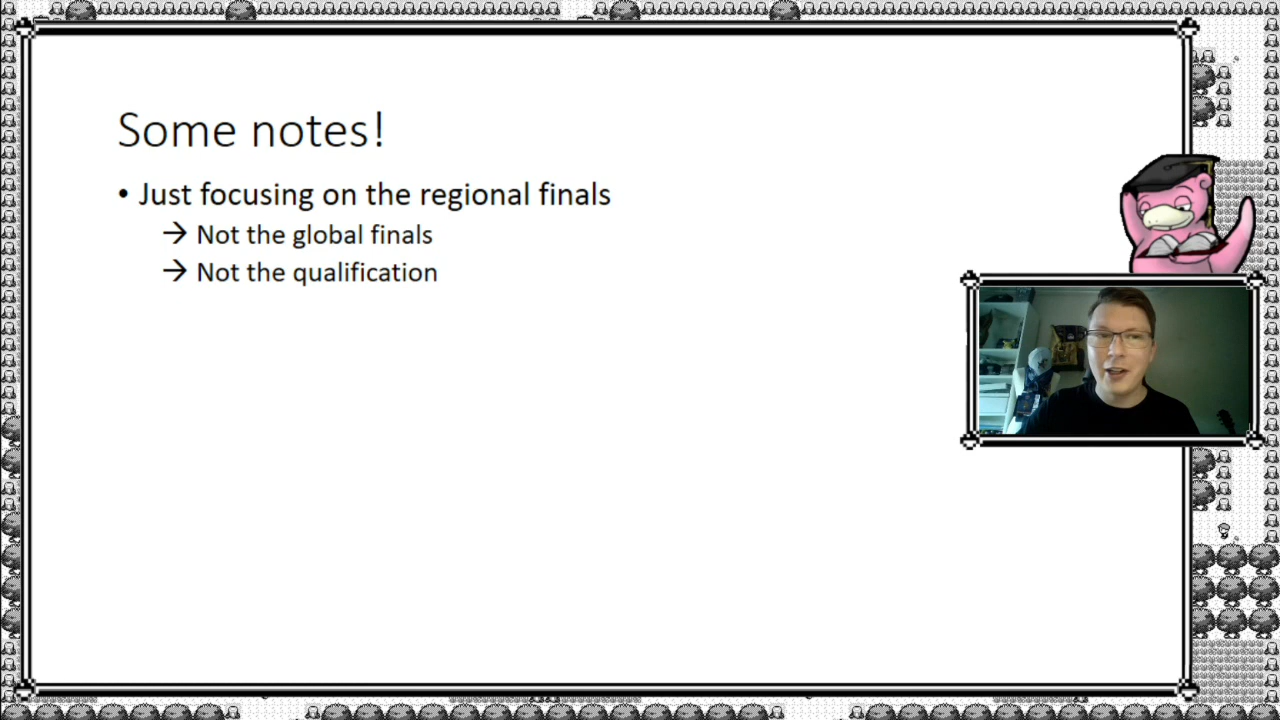 Some notes!
• Just focusing on the regional finals
→ Not the global finals
→ Not the qualification